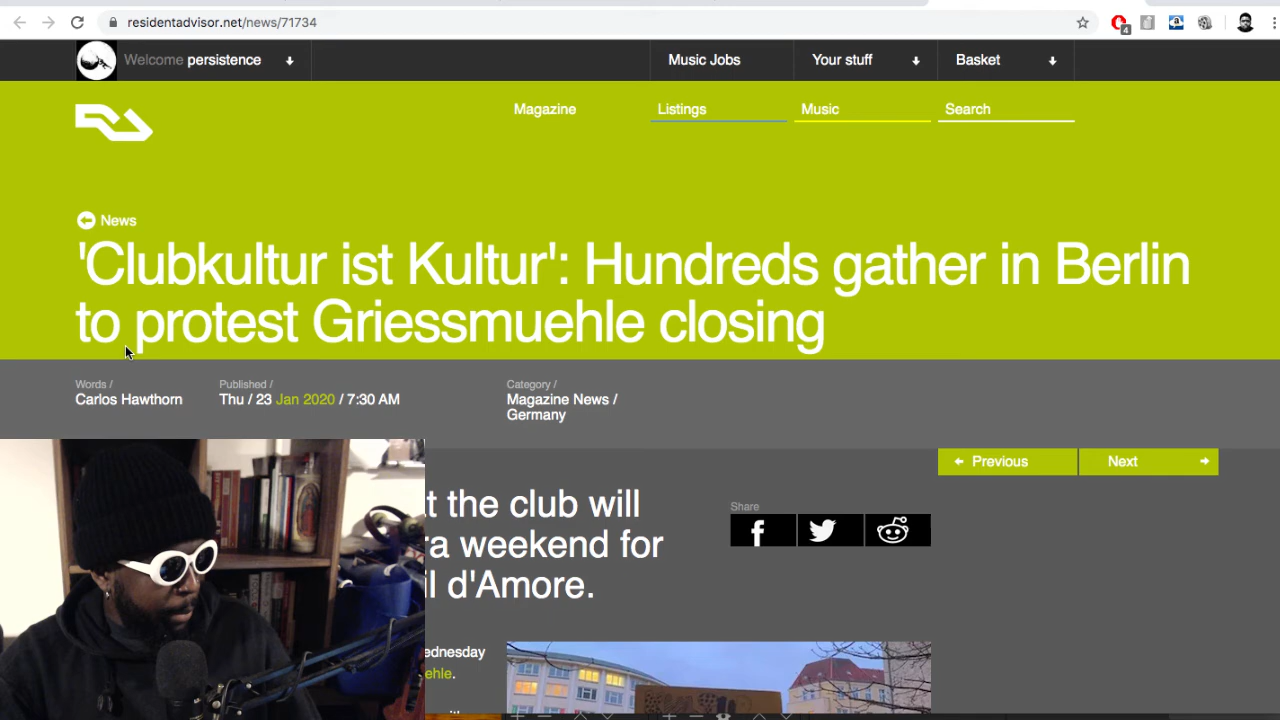 residentadvisor.net/news/71734
4
Welcome persistence
Music Jobs
Your stuff
Basket
Magazine
Listings
Music
Search
News
'Clubkultur ist Kultur': Hundreds gather in Berlin
to protest Griessmuehle closing
Words /
Carlos Hawthorn
Published /
Thu / 23 Jan 2020 / 7:30 AM
Category /
Magazine News /
Germany
Previous
Next
Share
t the club will
ra weekend for
il d'Amore.
ednesday
ehle.